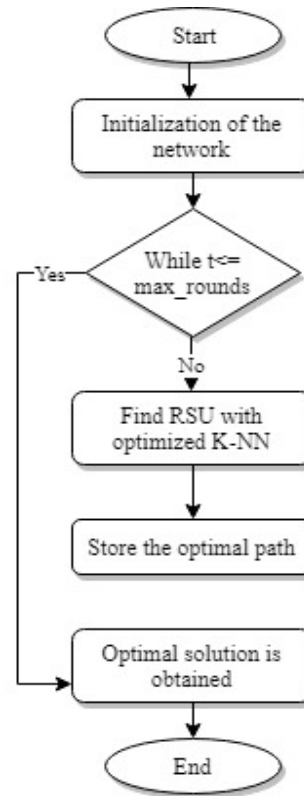 Start
Initialization of the
network
While t<=
max_rounds
Yes
No
Find RSU with
optimized K-NN
Store the optimal path
Optimal solution is
obtained
End